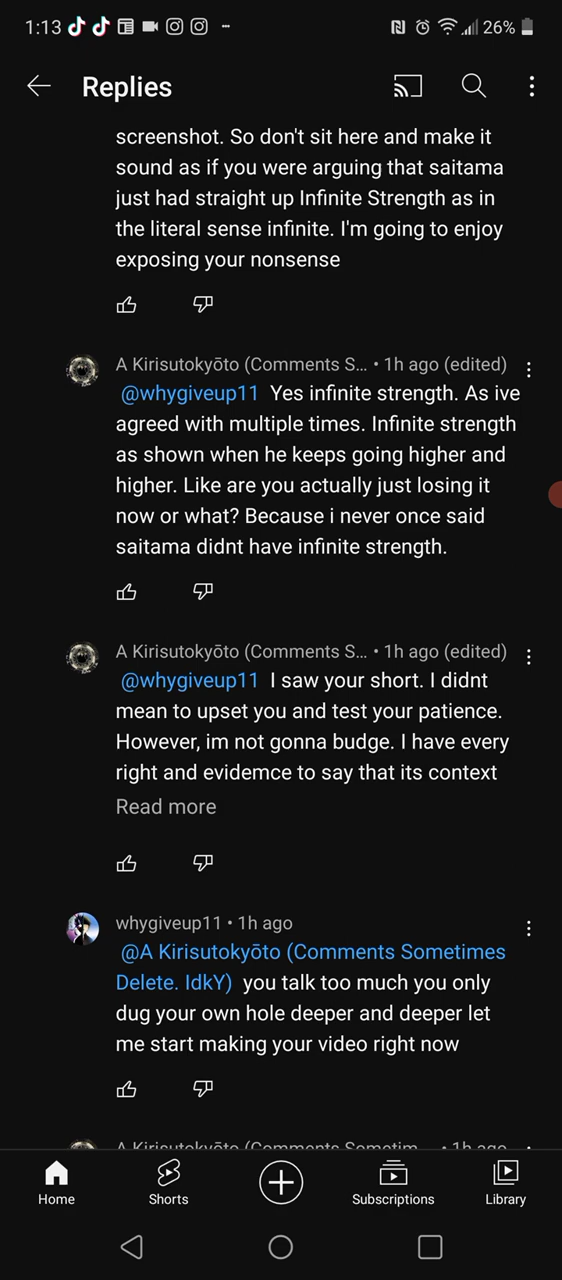 1:13
26%
Replies
screenshot. So don't sit here and make it
sound as if you were arguing that saitama
just had straight up Infinite Strength as in
the literal sense infinite. I'm going to enjoy
exposing your nonsense
A Kirisutokyōto (Comments S... • 1h ago (edited)
@whygiveup11 Yes infinite strength. As ive
agreed with multiple times. Infinite strength
as shown when he keeps going higher and
higher. Like are you actually just losing it
now or what? Because i never once said
saitama didnt have infinite strength.
A Kirisutokyōto (Comments S... • 1h ago (edited)
@whygiveup11 I saw your short. I didnt
mean to upset you and test your patience.
However, im not gonna budge. I have every
right and evidemce to say that its context
Read more
whygiveup11 • 1h ago
@A Kirisutokyōto (Comments Sometimes
Delete. IdkY) you talk too much you only
dug your own hole deeper and deeper let
me start making your video right now
A Kirisutokyōto (Comments Sometim... • 1h ago
Home
Shorts
Subscriptions
Library